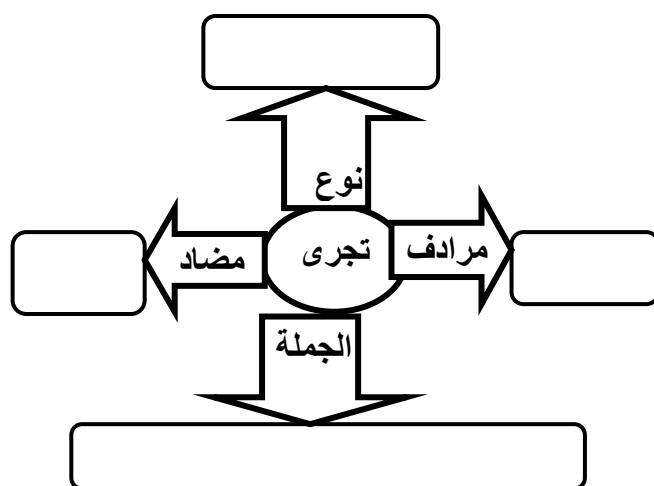 نوع
مرادف
تجرى
مضاد
الجملة